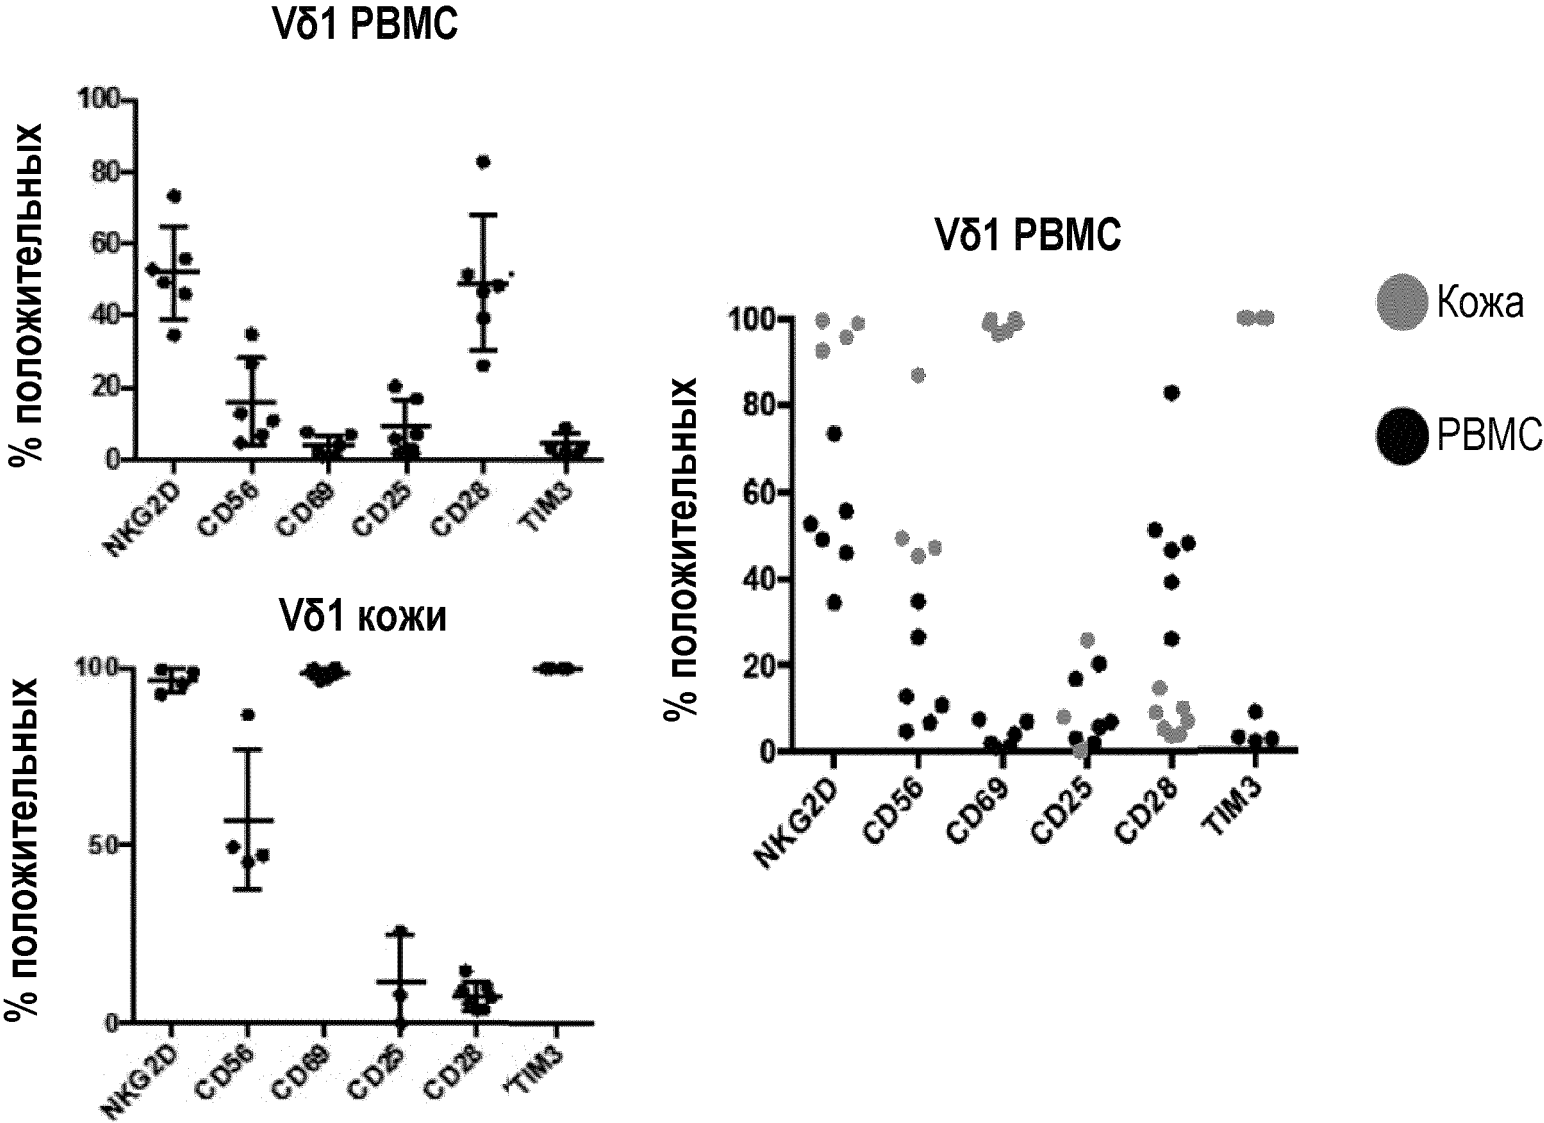 Vδ1 PBMC
% положительных
100
80
60
40
20
0
NKG2D
CD56
CD69
CD25
CD28
TIM3
Vδ1 кожи
% положительных
100
50
0
NKG2D
CD56
CD69
CD25
CD28
TIM3
Vδ1 PBMC
% положительных
100
80
60
40
20
0
NKG2D
CD56
CD69
CD25
CD28
TIM3
Кожа
PBMC